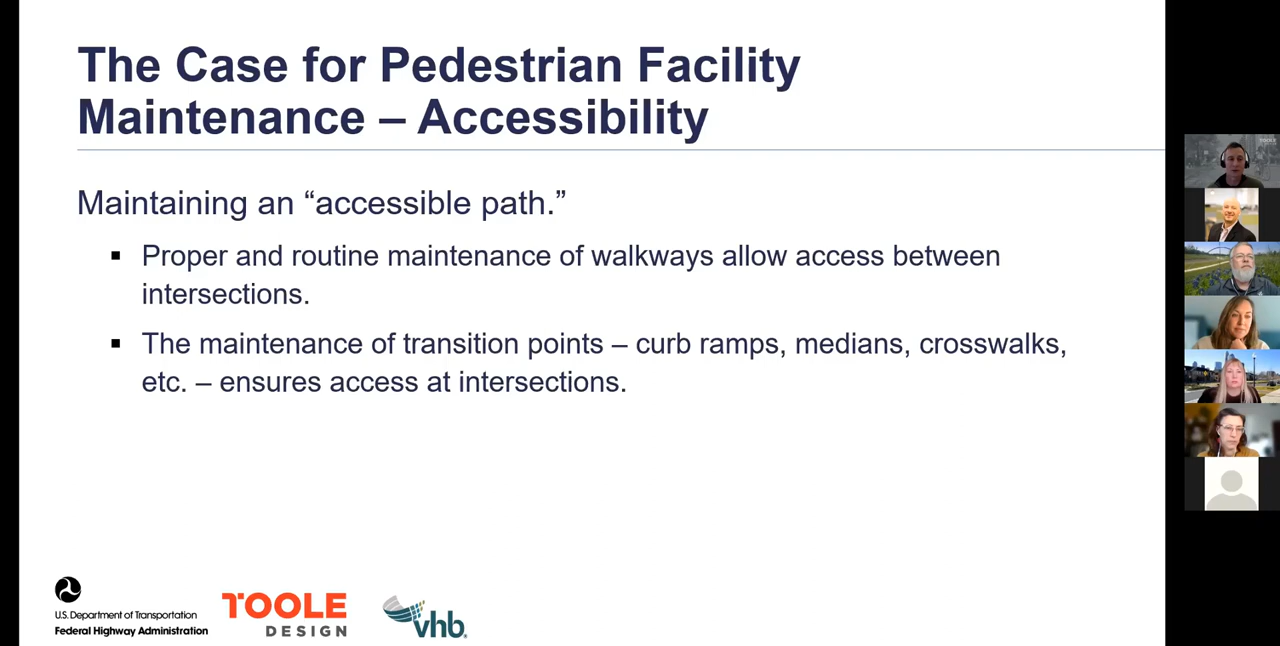 The Case for Pedestrian Facility
Maintenance – Accessibility
Maintaining an “accessible path.”
▪ Proper and routine maintenance of walkways allow access between
intersections.
▪ The maintenance of transition points – curb ramps, medians, crosswalks,
etc. – ensures access at intersections.
U.S. Department of Transportation
Federal Highway Administration
TOOLE
DESIGN
vhb.
TOOLE